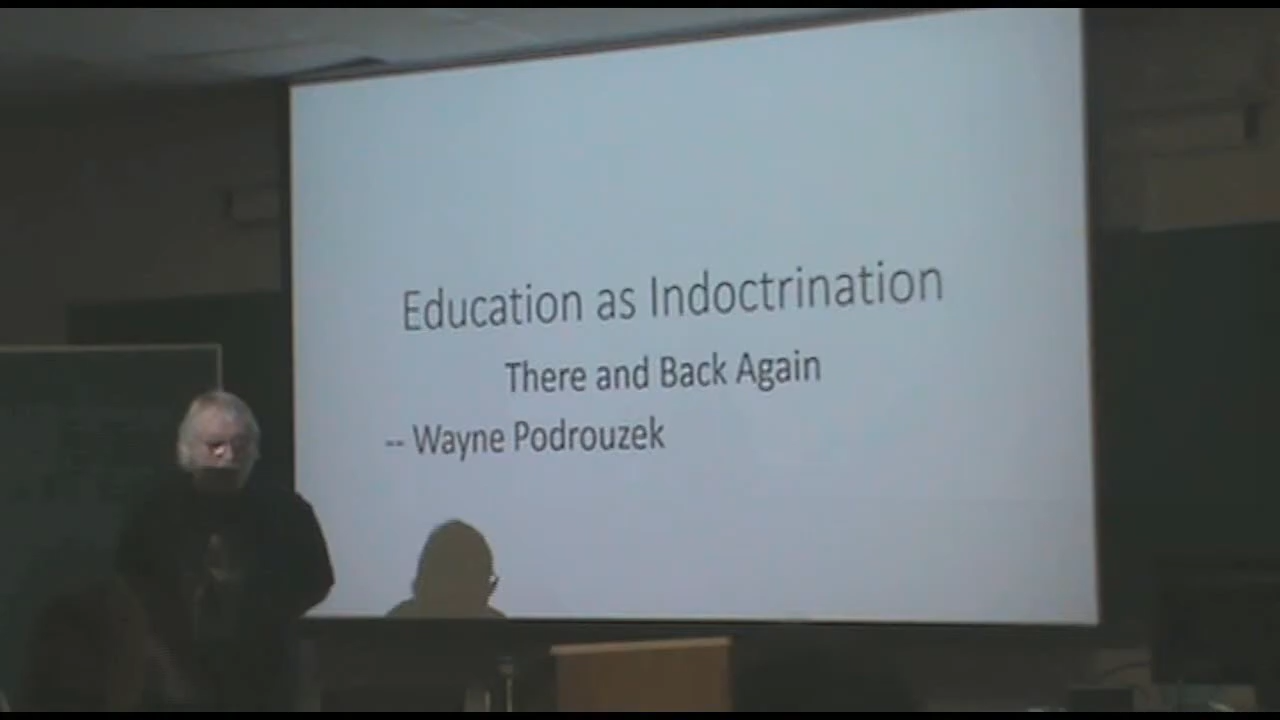 Education as Indoctrination
There and Back Again
-- Wayne Podrouzek